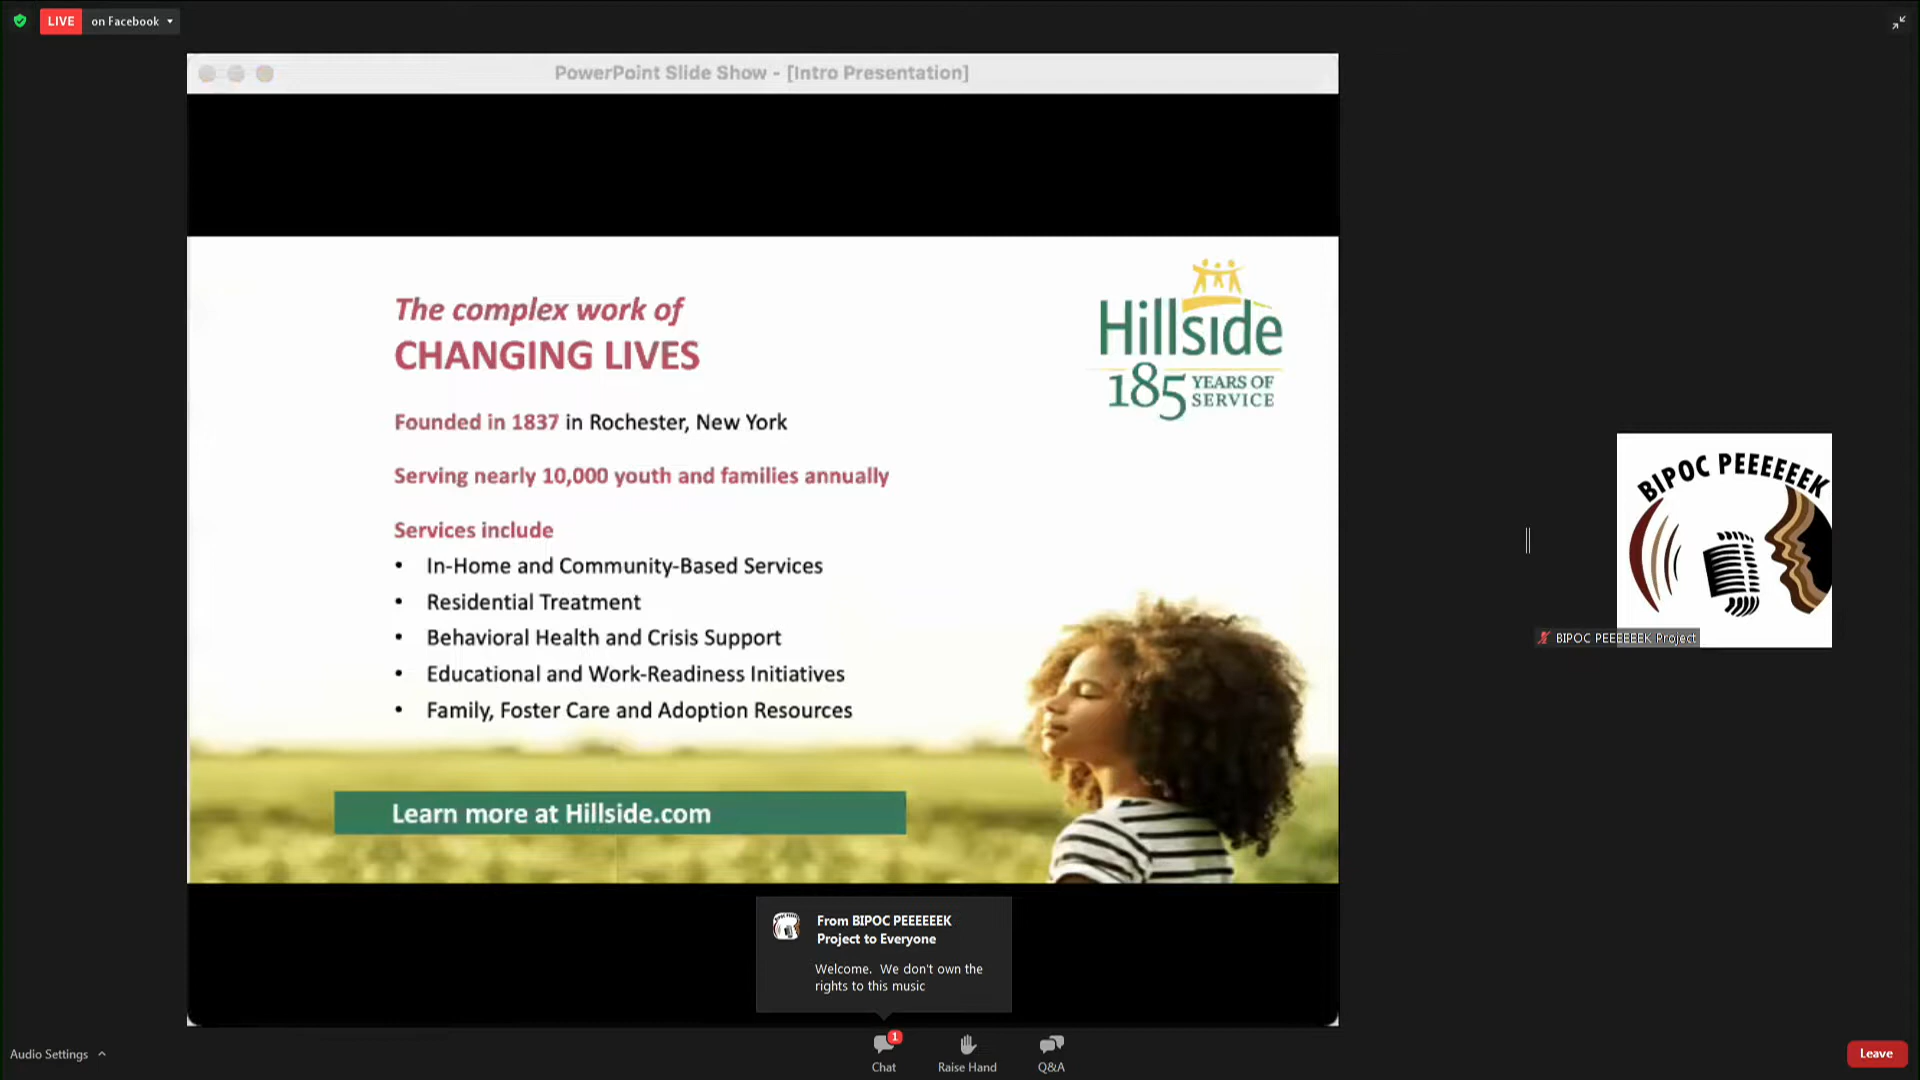 LIVE on Facebook
PowerPoint Slide Show - [Intro Presentation]
The complex work of
CHANGING LIVES
Hillside
185 YEARS OF
SERVICE
Founded in 1837 in Rochester, New York
Serving nearly 10,000 youth and families annually
Services include
• In-Home and Community-Based Services
• Residential Treatment
• Behavioral Health and Crisis Support
• Educational and Work-Readiness Initiatives
• Family, Foster Care and Adoption Resources
Learn more at Hillside.com
BIPOC PEEEEEEK
BIPOC PEEEEEEK Project
From BIPOC PEEEEEEK
Project to Everyone
Welcome. We don't own the
rights to this music
Audio Settings
1
Chat
Raise Hand
Q&A
Leave